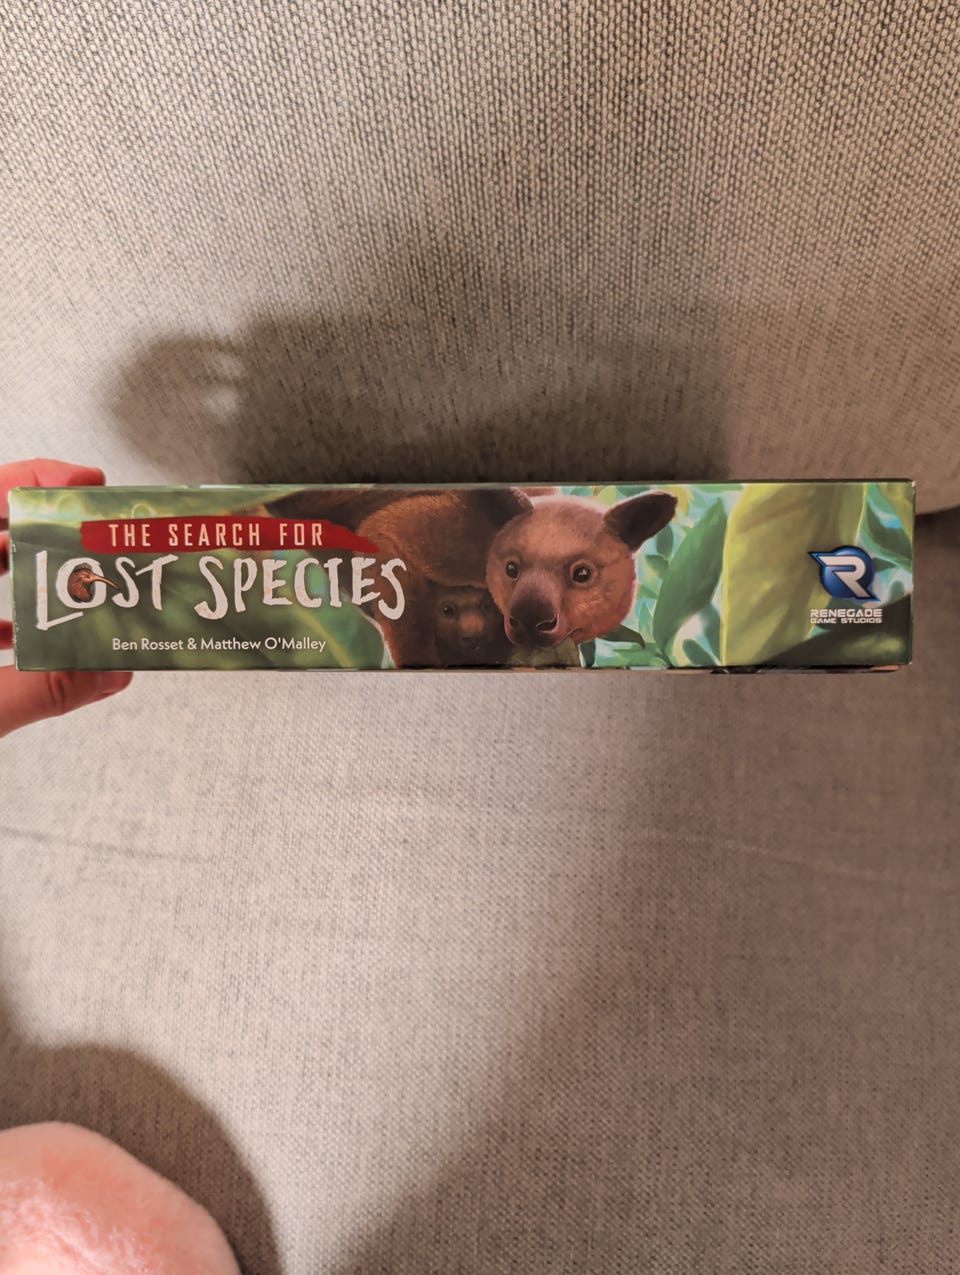 THE SEARCH FOR
LOST SPECIES
Ben Rosset & Matthew O'Malley
R
RENEGADE
GAME STUDIOS